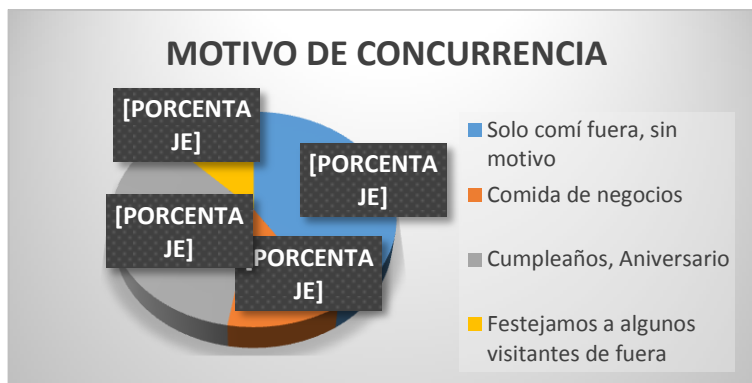 MOTIVO DE CONCURRENCIA
[PORCENTA
JE]
[PORCENTA
JE]
[PORCENTA
JE]
[PORCENTA
JE]
Solo comí fuera, sin
motivo
Comida de negocios
Cumpleaños, Aniversario
Festejamos a algunos
visitantes de fuera